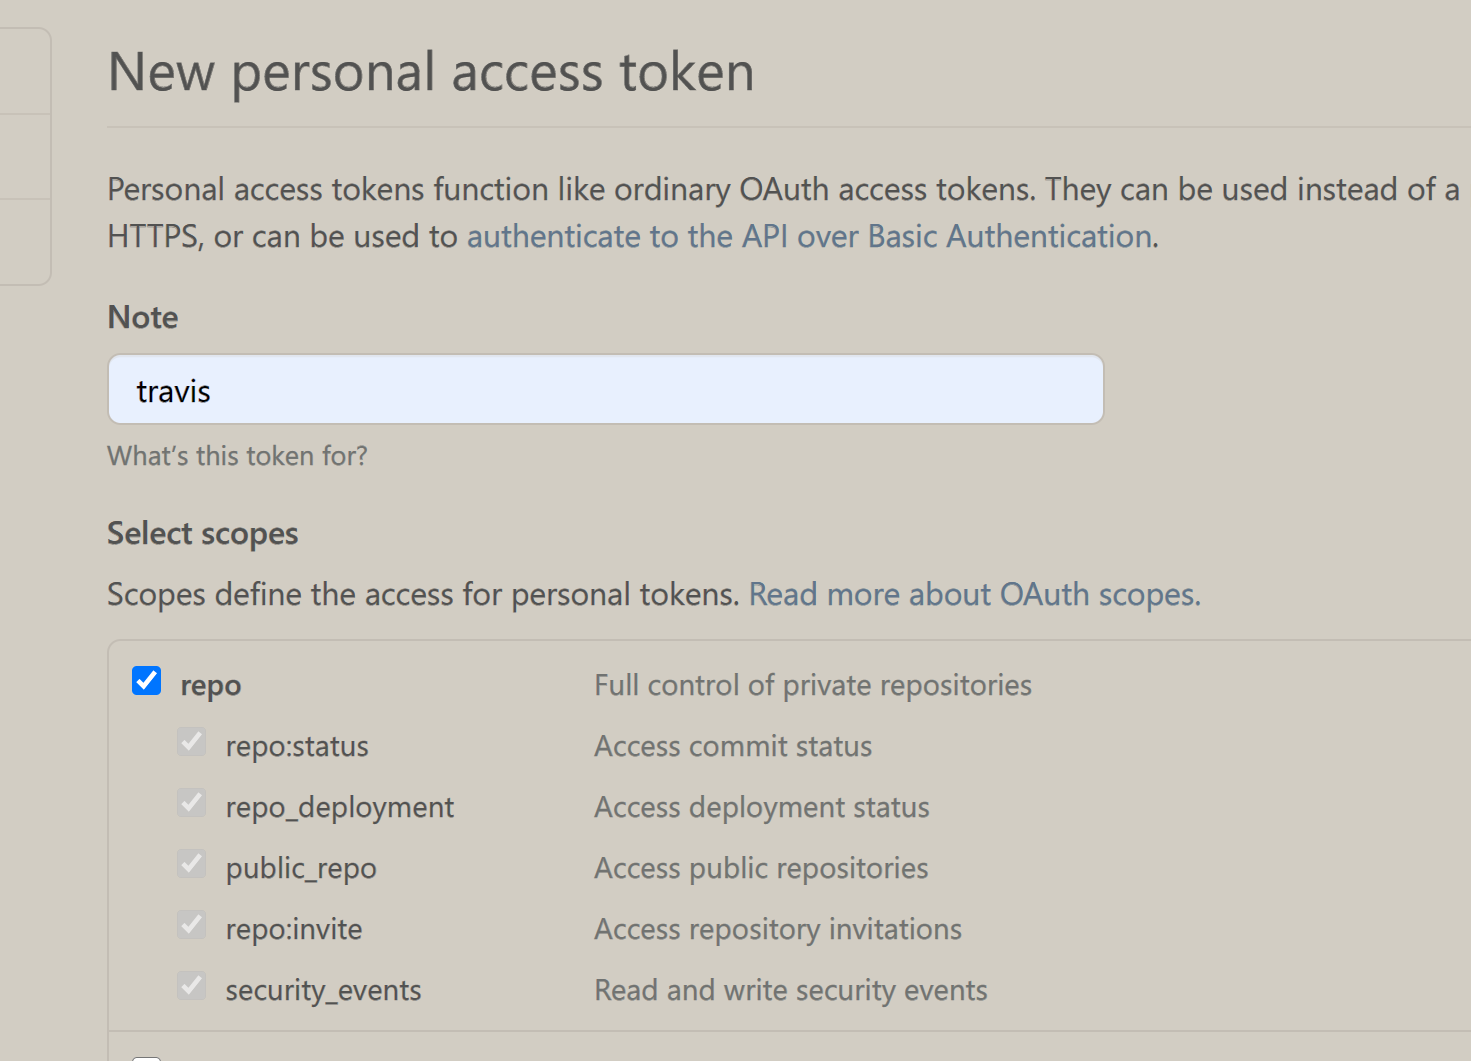 New personal access token
Personal access tokens function like ordinary OAuth access tokens. They can be used instead of a
HTTPS, or can be used to authenticate to the API over Basic Authentication.
Note
travis
What's this token for?
Select scopes
Scopes define the access for personal tokens. Read more about OAuth scopes.
repo Full control of private repositories
repo:status Access commit status
repo_deployment Access deployment status
public_repo Access public repositories
repo:invite Access repository invitations
security_events Read and write security events